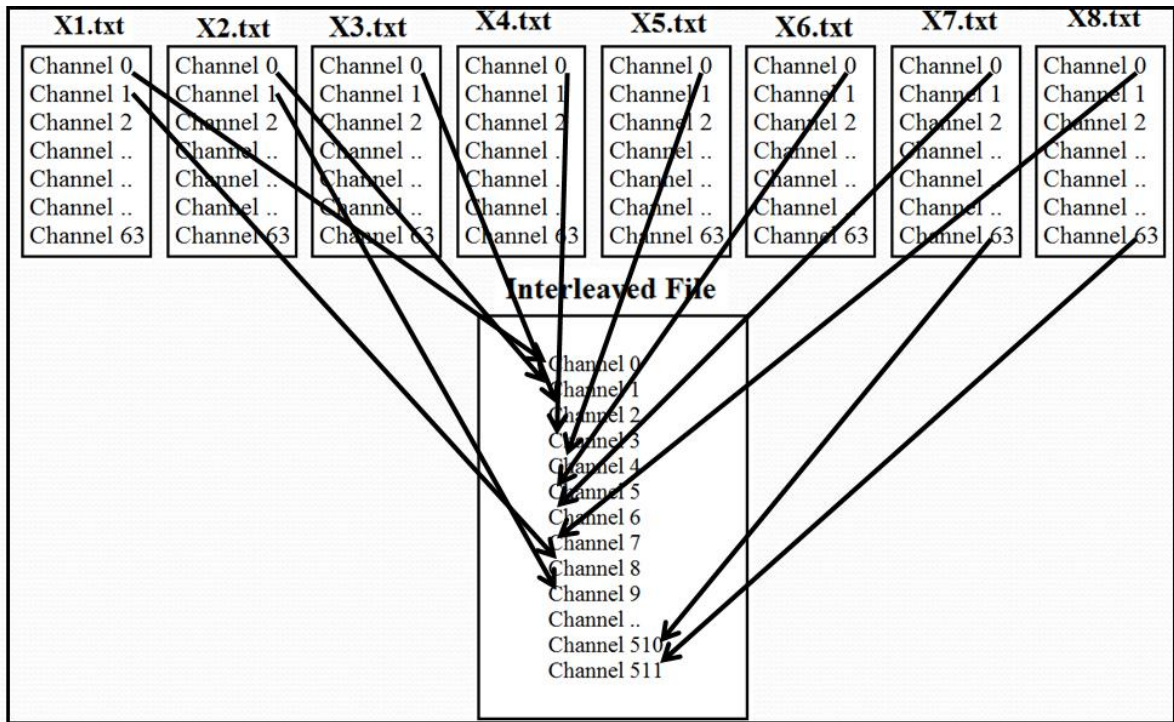 X1.txt
Channel 0
Channel 1
Channel 2
Channel ..
Channel ..
Channel ..
Channel 63
X2.txt
Channel 0
Channel 1
Channel 2
Channel ..
Channel ..
Channel ..
Channel 63
X3.txt
Channel 0
Channel 1
Channel 2
Channel ..
Channel ..
Channel ..
Channel 63
X4.txt
Channel 0
Channel 1
Channel 2
Channel ..
Channel ..
Channel ..
Channel 63
X5.txt
Channel 0
Channel 1
Channel 2
Channel ..
Channel ..
Channel ..
Channel 63
X6.txt
Channel 0
Channel 1
Channel 2
Channel ..
Channel ..
Channel ..
Channel 63
X7.txt
Channel 0
Channel 1
Channel 2
Channel ..
Channel ..
Channel ..
Channel 63
X8.txt
Channel 0
Channel 1
Channel 2
Channel ..
Channel ..
Channel ..
Channel 63
Interleaved File
Channel 0
Channel 1
Channel 2
Channel 3
Channel 4
Channel 5
Channel 6
Channel 7
Channel 8
Channel 9
Channel ..
Channel 510
Channel 511